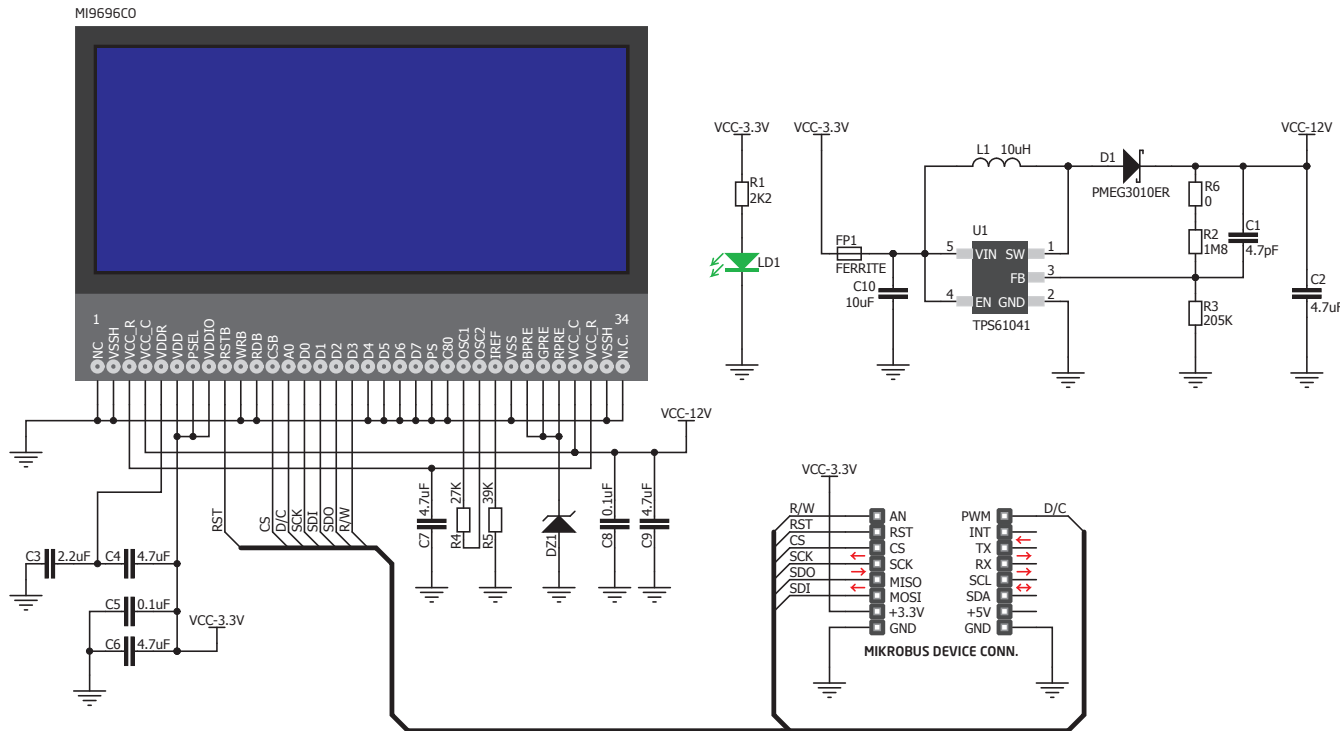 MI9696CO
1
34
NC
VSSH
VCC_R
VCC_C
VDDR
VDD
PSEL
VDDIO
RSTB
WRB
RDB
CSB
A0
D0
D1
D2
D3
D4
D5
D6
D7
PS
C80
OSC1
OSC2
IREF
VSS
BPRE
GPRE
RPRE
VCC_C
VCC_R
VSSH
N.C.
VCC-3.3V
R1
2K2
LD1
VCC-3.3V
FP1
FERRITE
C10
10uF
L1 10uH
U1
5 VIN SW 1
FB 3
4 EN GND 2
TPS61041
D1
PMEG3010ER
VCC-12V
R6
0
R2
1M8
C1
4.7pF
R3
205K
C2
4.7uF
VCC-12V
RST
CS
D/C
SCK
SDI
SDO
R/W
C7
4.7uF
R4
27K
R5
39K
DZ1
C8
0.1uF
C9
4.7uF
C3 2.2uF
C4 4.7uF
C5 0.1uF
C6 4.7uF
VCC-3.3V
VCC-3.3V
R/W AN PWM D/C
RST RST INT
CS CS TX
SCK SCK RX
SDO MISO SCL
SDI MOSI SDA
+3.3V +5V
GND GND
MIKROBUS DEVICE CONN.